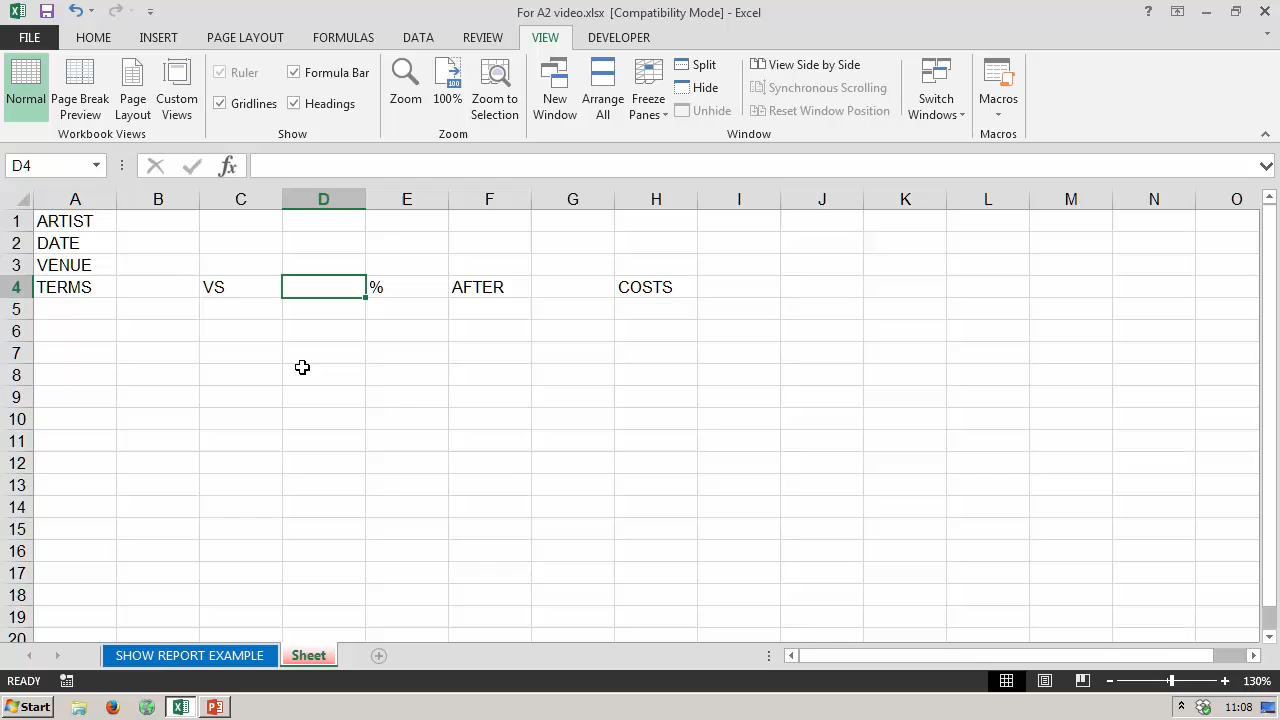 For A2 video.xlsx [Compatibility Mode] - Excel
FILE HOME INSERT PAGE LAYOUT FORMULAS DATA REVIEW VIEW DEVELOPER
Normal
Page Break Preview
Page Layout
Custom Views
Workbook Views
Ruler
Formula Bar
Gridlines
Headings
Show
Zoom
100%
Zoom to Selection
Zoom
New Window
Arrange All
Freeze Panes
Split
Hide
Unhide
View Side by Side
Synchronous Scrolling
Reset Window Position
Window
Switch Windows
Macros
Macros
D4
fx
A B C D E F G H I J K L M N O
1 ARTIST
2 DATE
3 VENUE
4 TERMS VS % AFTER COSTS
5
6
7
8
9
10
11
12
13
14
15
16
17
18
19
20
SHOW REPORT EXAMPLE Sheet
READY 130%
Start 11:08